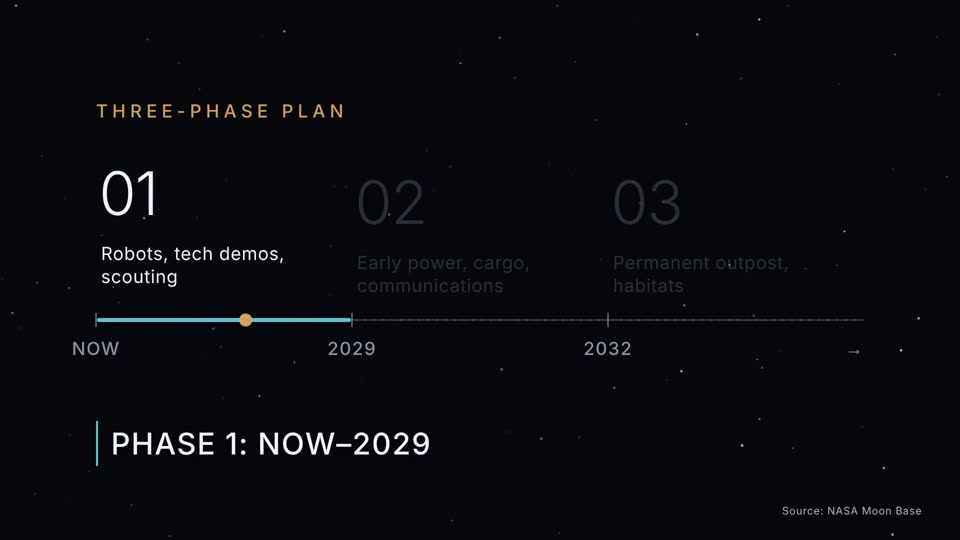 THREE-PHASE PLAN
01
Robots, tech demos,
scouting
02
Early power, cargo,
communications
03
Permanent outpost,
habitats
NOW
2029
2032
→
PHASE 1: NOW–2029
Source: NASA Moon Base